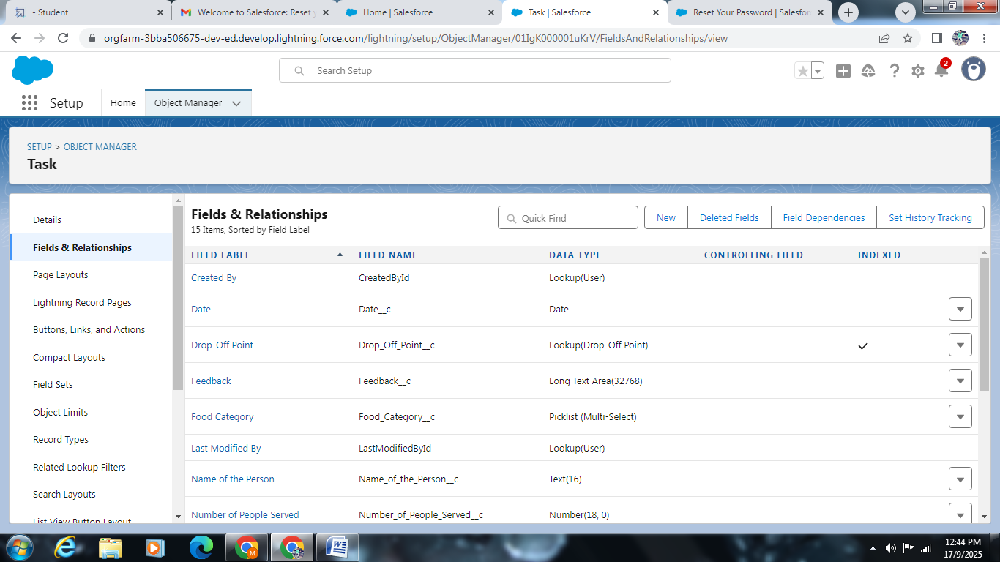 - Student
Welcome to Salesforce: Reset y
Home | Salesforce
Task | Salesforce
Reset Your Password | Salesfor
orgfarm-3bba506675-dev-ed.develop.lightning.force.com/lightning/setup/ObjectManager/01IgK000001uKrV/FieldsAndRelationships/view
Search Setup
2
Setup
Home
Object Manager
SETUP > OBJECT MANAGER
Task
Details
Fields & Relationships
Page Layouts
Lightning Record Pages
Buttons, Links, and Actions
Compact Layouts
Field Sets
Object Limits
Record Types
Related Lookup Filters
Search Layouts
List View Button Layout
Fields & Relationships
15 Items, Sorted by Field Label
Quick Find
New
Deleted Fields
Field Dependencies
Set History Tracking
FIELD LABEL FIELD NAME DATA TYPE CONTROLLING FIELD INDEXED
Created By CreatedById Lookup(User)
Date Date__c Date
Drop-Off Point Drop_Off_Point__c Lookup(Drop-Off Point)
Feedback Feedback__c Long Text Area(32768)
Food Category Food_Category__c Picklist (Multi-Select)
Last Modified By LastModifiedById Lookup(User)
Name of the Person Name_of_the_Person__c Text(16)
Number of People Served Number_of_People_Served__c Number(18, 0)
M
12:44 PM
17/9/2025